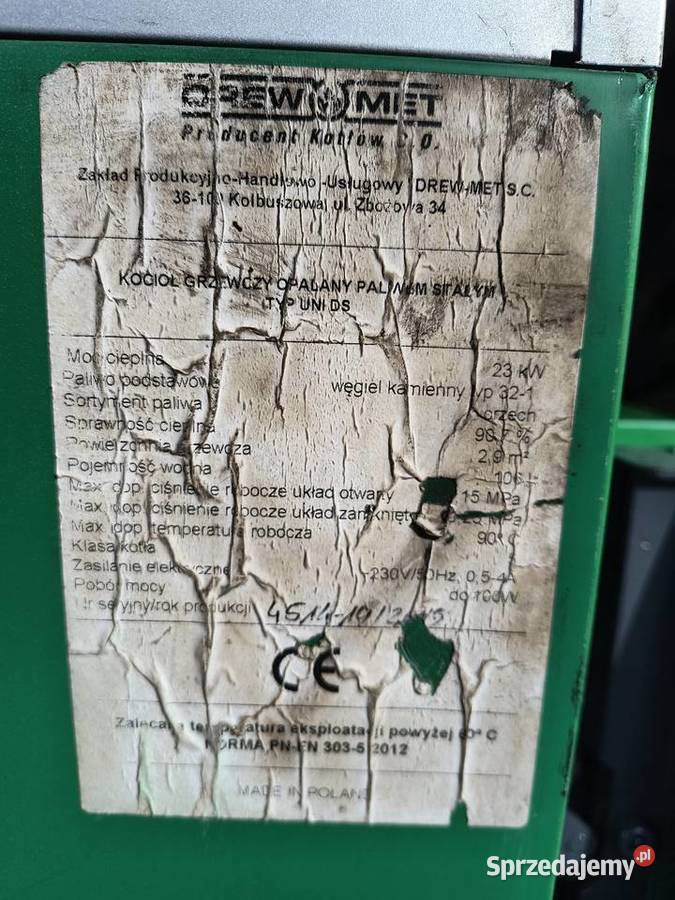 DREW MET
Producent Kotłów C.O.
Zakład Produkcyjno-Handlowo-Usługowy DREW-MET S.C.
Kolbuszowa, ul. Zbożowa 34
KOCIOŁ GRZEWCZY OPALANY PALIWEM STAŁYM
TYP UNI DS
Moc cieplna 23 kW
Paliwo podstawowe węgiel kamienny typ 32-1
Sortyment paliwa orzech
Sprawność cieplna
Powierzchnia grzewcza 2,9 m²
Pojemność wodna
Max. dop. ciśnienie robocze układ otwarty 15 MPa
Max. dop. ciśnienie robocze układ zamknięty MPa
Max dop. temperatura robocza 90° C
Klasa kotła
Zasilanie elektryczne ~230V/50Hz, 0,5-4A
Pobór mocy do 100W
Nr seryjny/rok produkcji
CE
Zalecana temperatura eksploatacji powyżej 60° C
NORMA PN-EN 303-5:2012
MADE IN POLAND
Sprzedajemy.pl